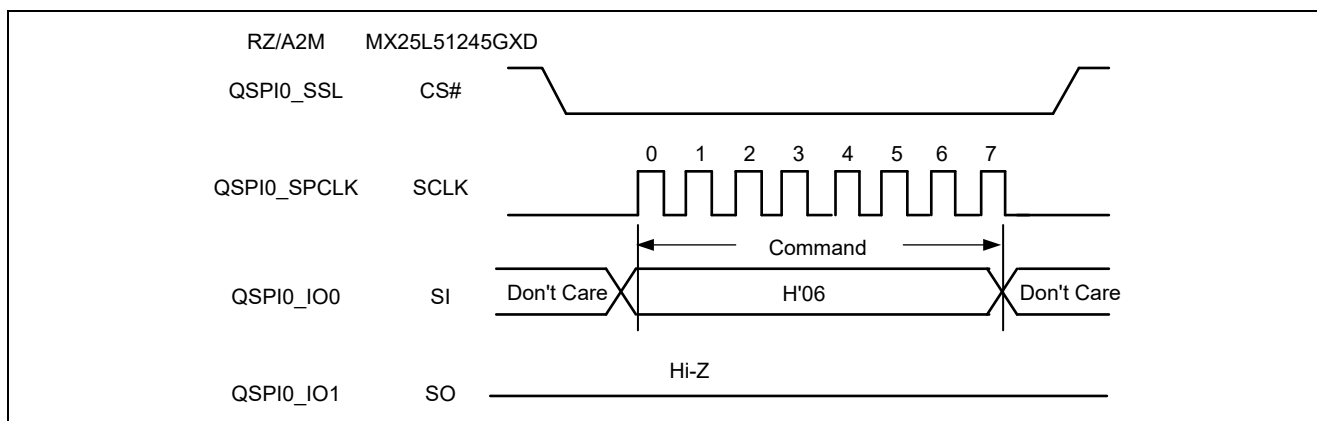 RZ/A2M MX25L51245GXD
QSPI0_SSL CS#
0 1 2 3 4 5 6 7
QSPI0_SPCLK SCLK
Command
QSPI0_IO0 SI Don't Care H'06 Don't Care
Hi-Z
QSPI0_IO1 SO